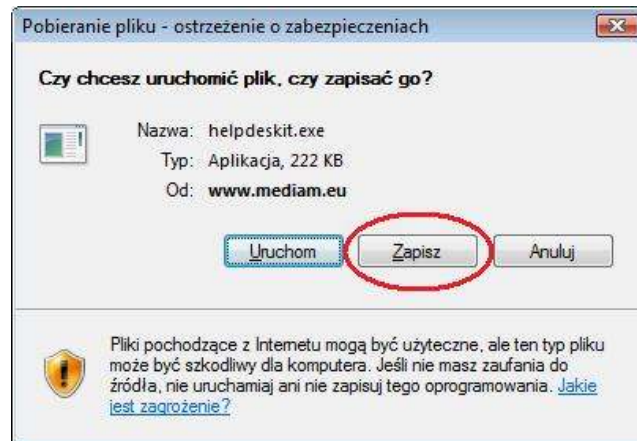 Pobieranie pliku - ostrzeżenie o zabezpieczeniach
Czy chcesz uruchomić plik, czy zapisać go?
Nazwa: helpdeskit.exe
Typ: Aplikacja, 222 KB
Od: www.mediam.eu
Uruchom Zapisz Anuluj
Pliki pochodzące z Internetu mogą być użyteczne, ale ten typ pliku
może być szkodliwy dla komputera. Jeśli nie masz zaufania do
źródła, nie uruchamiaj ani nie zapisuj tego oprogramowania. Jakie
jest zagrożenie?